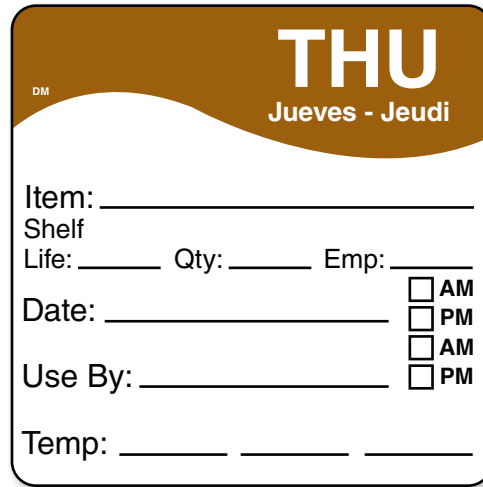 THU
DM
Jueves - Jeudi
Item:
Shelf
Life: Qty: Emp:
AM
Date: PM
AM
Use By: PM
Temp: